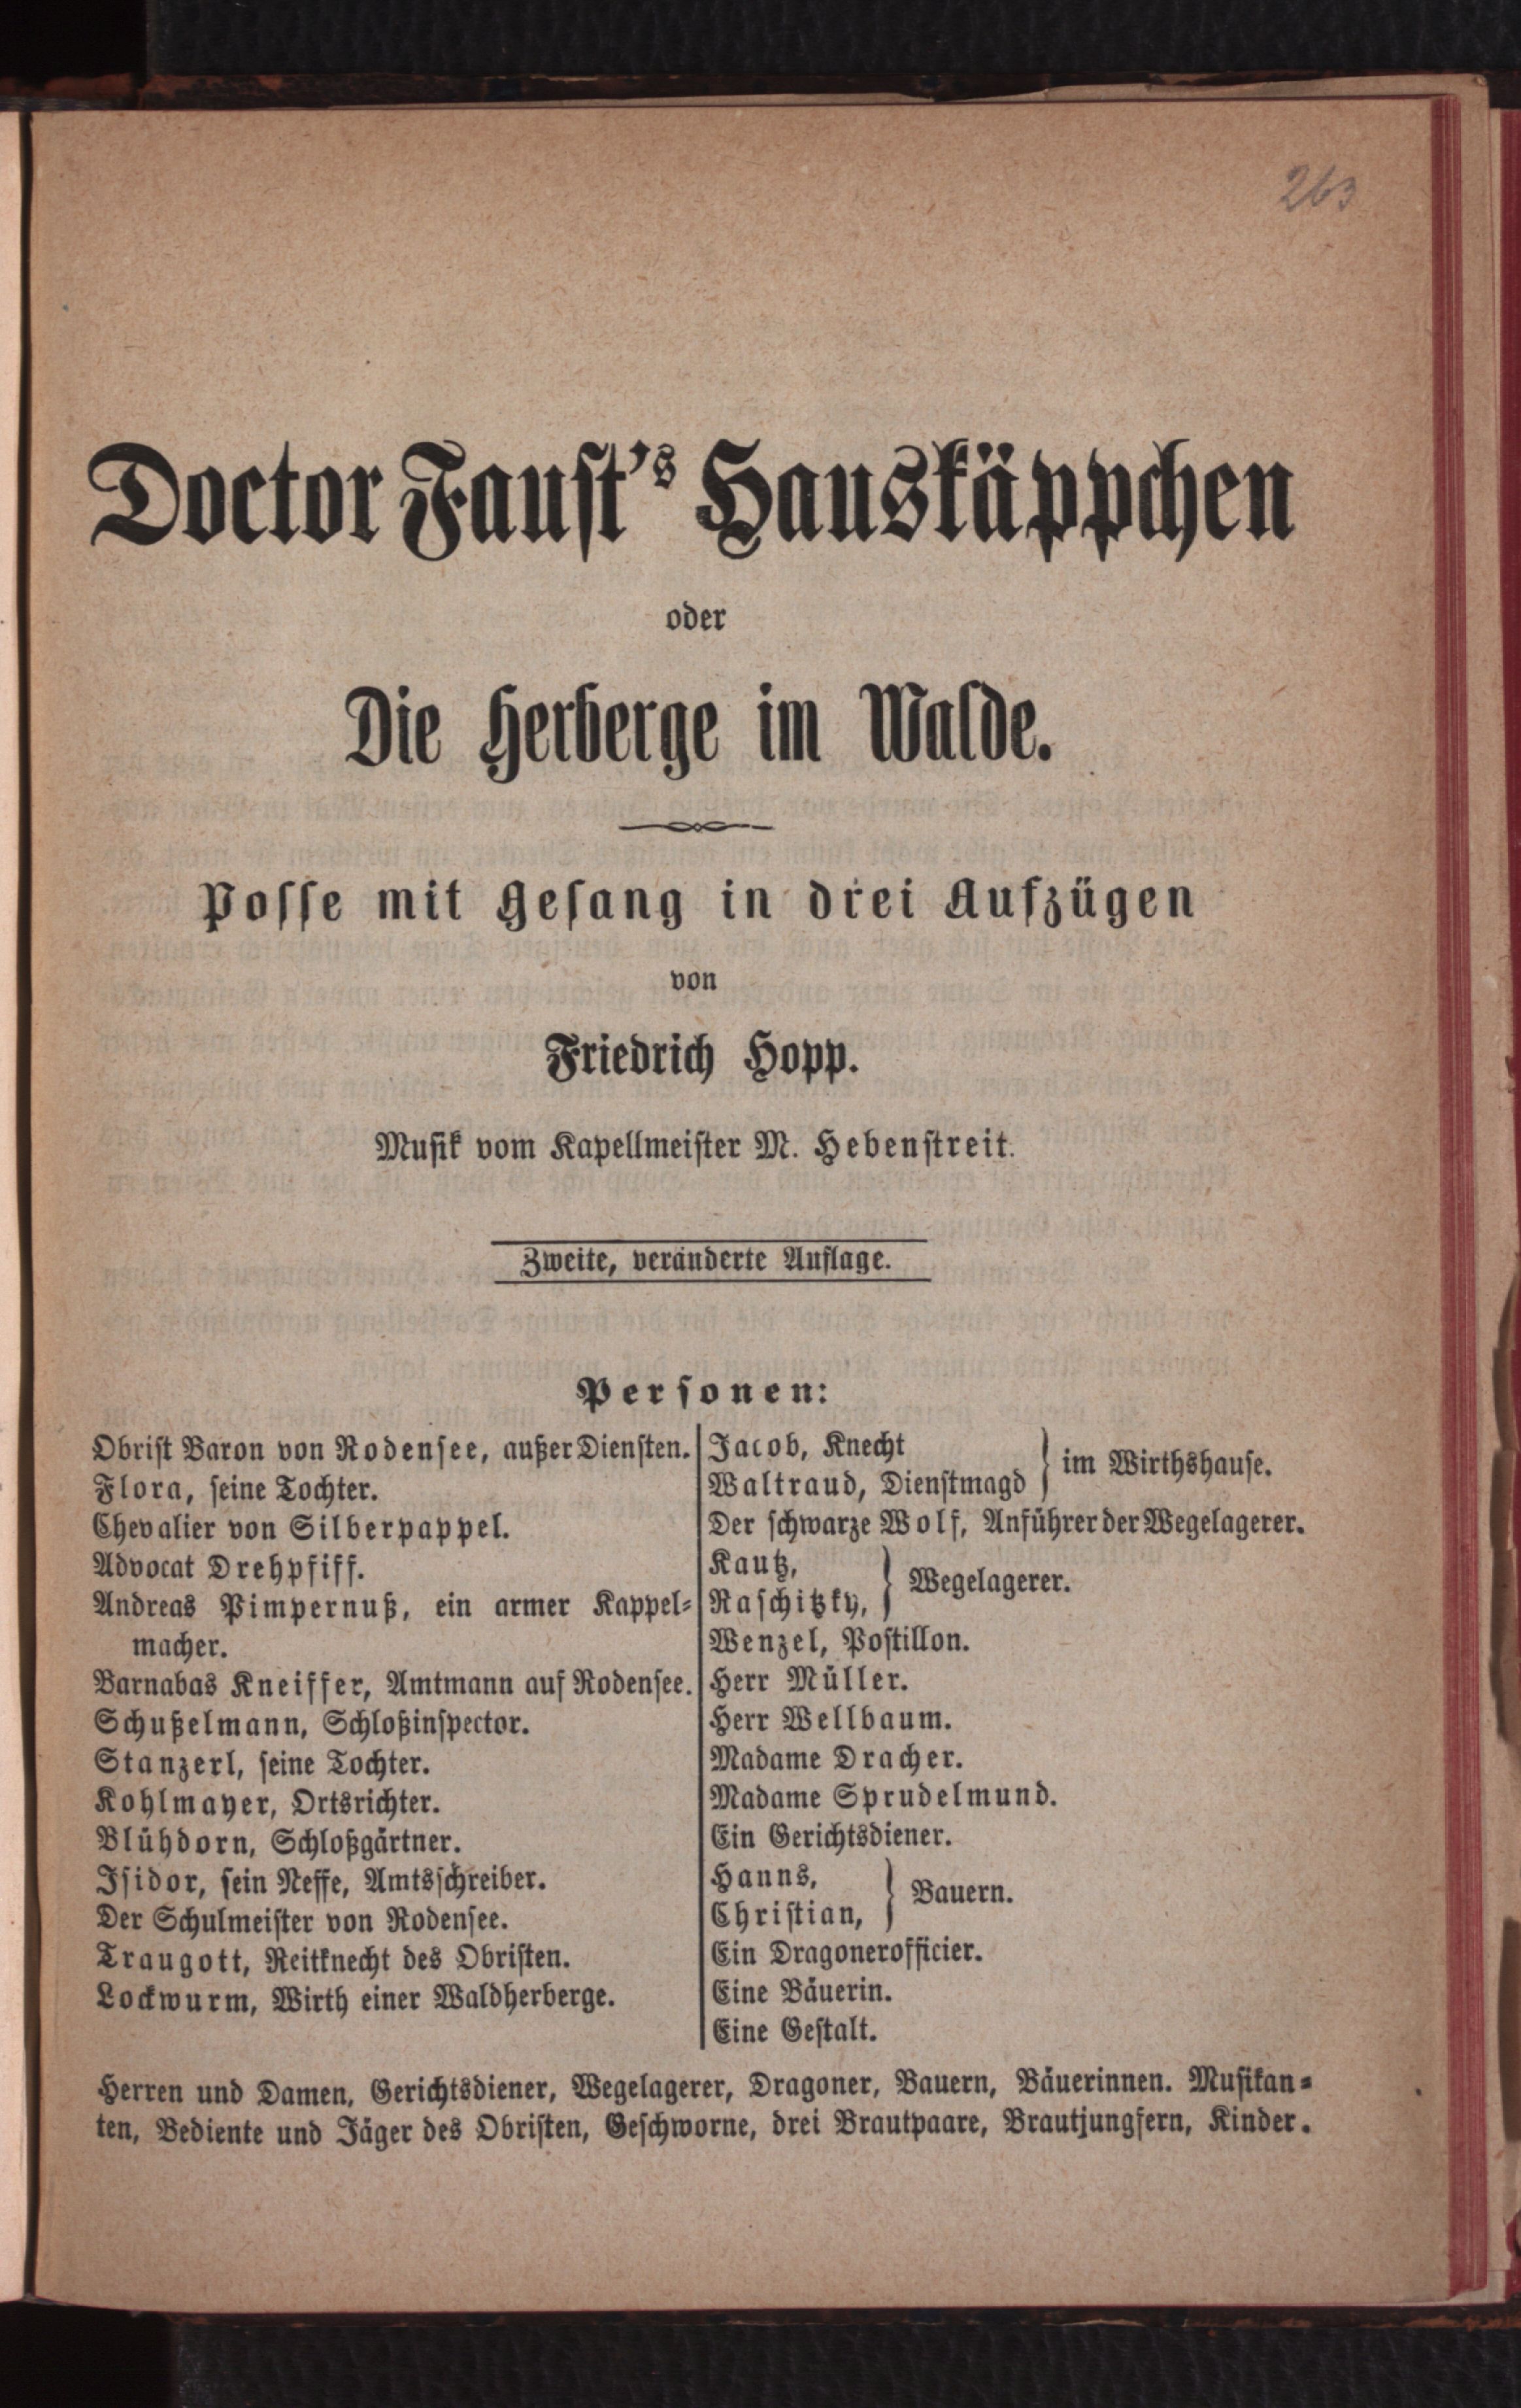 263
Doctor Faust's Hauskäppchen
oder
Die Herberge im Walde.
Posse mit Gesang in drei Aufzügen
von
Friedrich Hopp.
Musik vom Kapellmeister M. Hebenstreit.
Zweite, veränderte Auflage.
Personen:
Obrist Baron von Rodensee, außer Diensten.
Flora, seine Tochter.
Chevalier von Silberpappel.
Advocat Drehpfiff.
Andreas Pimpernuß, ein armer Kappel-
macher.
Barnabas Kneiffer, Amtmann auf Rodensee.
Schußelmann, Schloßinspector.
Stanzerl, seine Tochter.
Kohlmayer, Ortsrichter.
Blühdorn, Schloßgärtner.
Isidor, sein Neffe, Amtsschreiber.
Der Schulmeister von Rodensee.
Traugott, Reitknecht des Obristen.
Lockwurm, Wirth einer Waldherberge.
Jacob, Knecht
Waltraud, Dienstmagd } im Wirthshause.
Der schwarze Wolf, Anführer der Wegelagerer.
Kautz,
Raschitzky, } Wegelagerer.
Wenzel, Postillon.
Herr Müller.
Herr Wellbaum.
Madame Dracher.
Madame Sprudelmund.
Ein Gerichtsdiener.
Hanns,
Christian, } Bauern.
Ein Dragonerofficier.
Eine Bäuerin.
Eine Gestalt.
Herren und Damen, Gerichtsdiener, Wegelagerer, Dragoner, Bauern, Bäuerinnen. Musikan-
ten, Bediente und Jäger des Obristen, Geschworne, drei Brautpaare, Brautjungfern, Kinder.